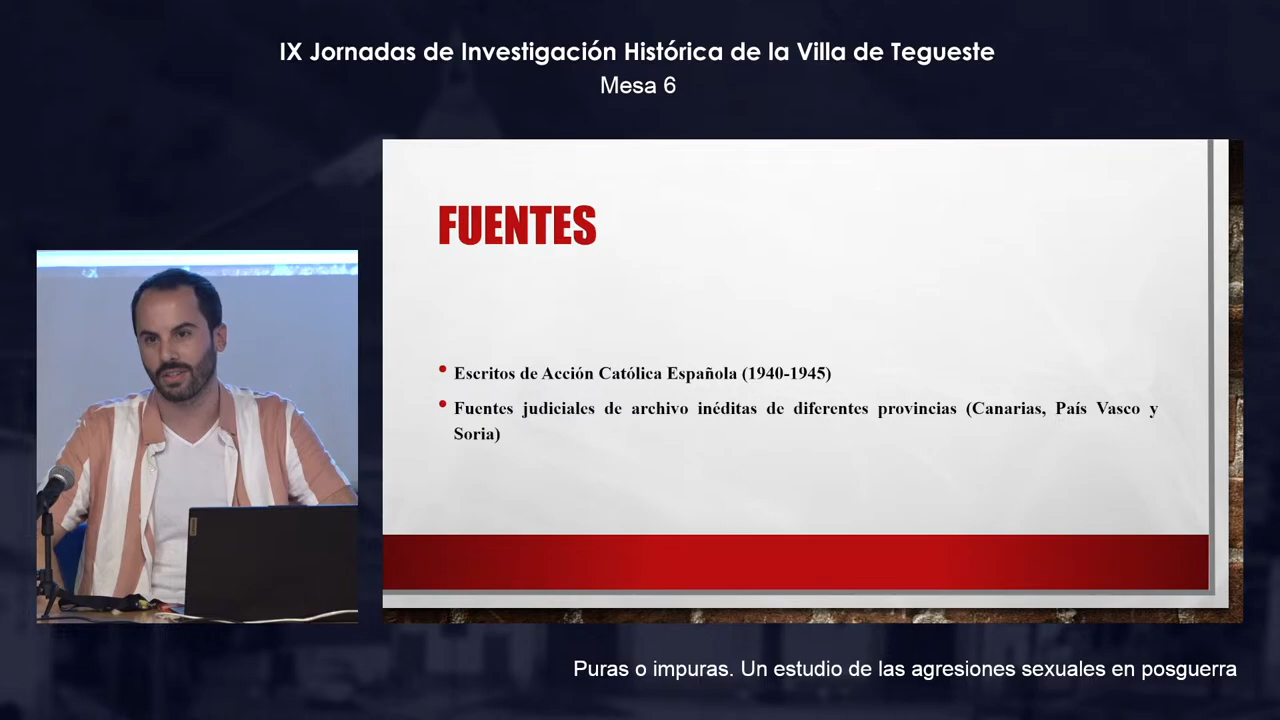 IX Jornadas de Investigación Histórica de la Villa de Tegueste
Mesa 6
FUENTES
• Escritos de Acción Católica Española (1940-1945)
• Fuentes judiciales de archivo inéditas de diferentes provincias (Canarias, País Vasco y
Soria)
Puras o impuras. Un estudio de las agresiones sexuales en posguerra